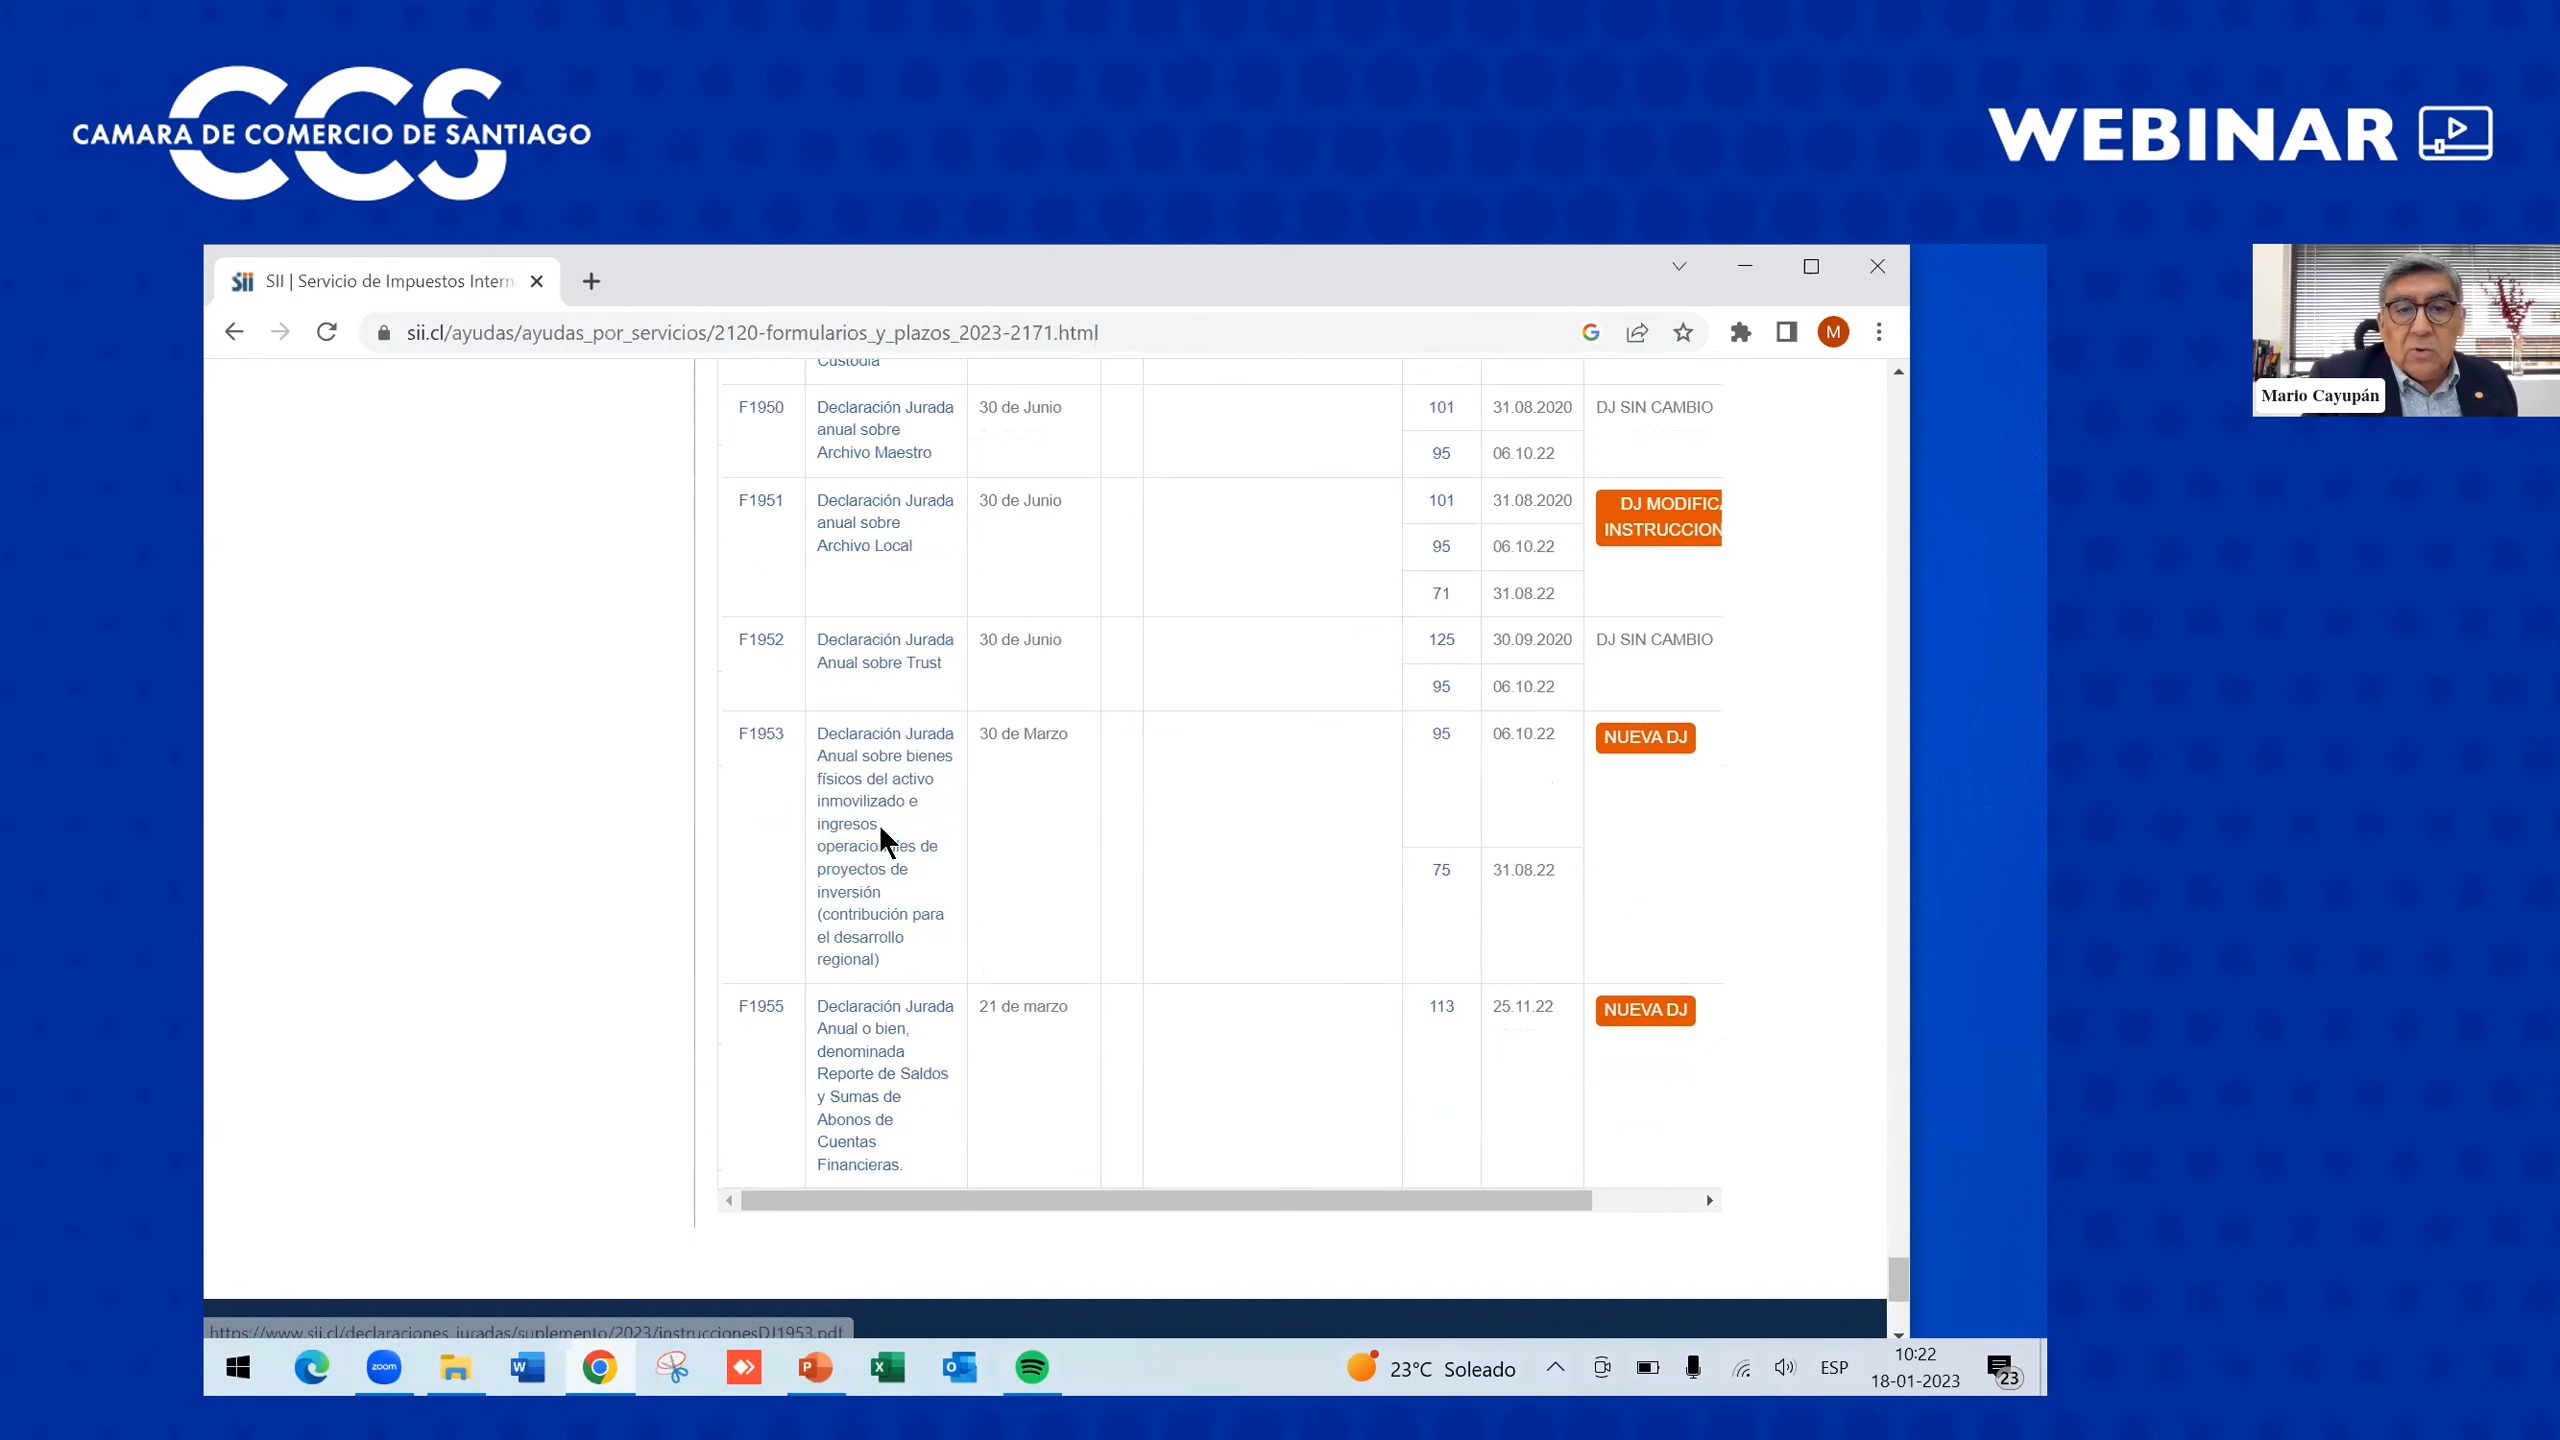 CCS
CAMARA DE COMERCIO DE SANTIAGO
WEBINAR
SII | Servicio de Impuestos Intern
sii.cl/ayudas/ayudas_por_servicios/2120-formularios_y_plazos_2023-2171.html
M
Mario Cayupán
Custodia
F1950
Declaración Jurada
anual sobre
Archivo Maestro
30 de Junio
101
31.08.2020
DJ SIN CAMBIO
95
06.10.22
F1951
Declaración Jurada
anual sobre
Archivo Local
30 de Junio
101
31.08.2020
DJ MODIFICA
INSTRUCCION
95
06.10.22
71
31.08.22
F1952
Declaración Jurada
Anual sobre Trust
30 de Junio
125
30.09.2020
DJ SIN CAMBIO
95
06.10.22
F1953
Declaración Jurada
Anual sobre bienes
físicos del activo
inmovilizado e
ingresos
operacionales de
proyectos de
inversión
(contribución para
el desarrollo
regional)
30 de Marzo
95
06.10.22
NUEVA DJ
75
31.08.22
F1955
Declaración Jurada
Anual o bien,
denominada
Reporte de Saldos
y Sumas de
Abonos de
Cuentas
Financieras.
21 de marzo
113
25.11.22
NUEVA DJ
https://www.sii.cl/declaraciones_juradas/suplemento/2023/instruccionesDJ1953.pdf
zoom
23°C Soleado
ESP
10:22
18-01-2023
23